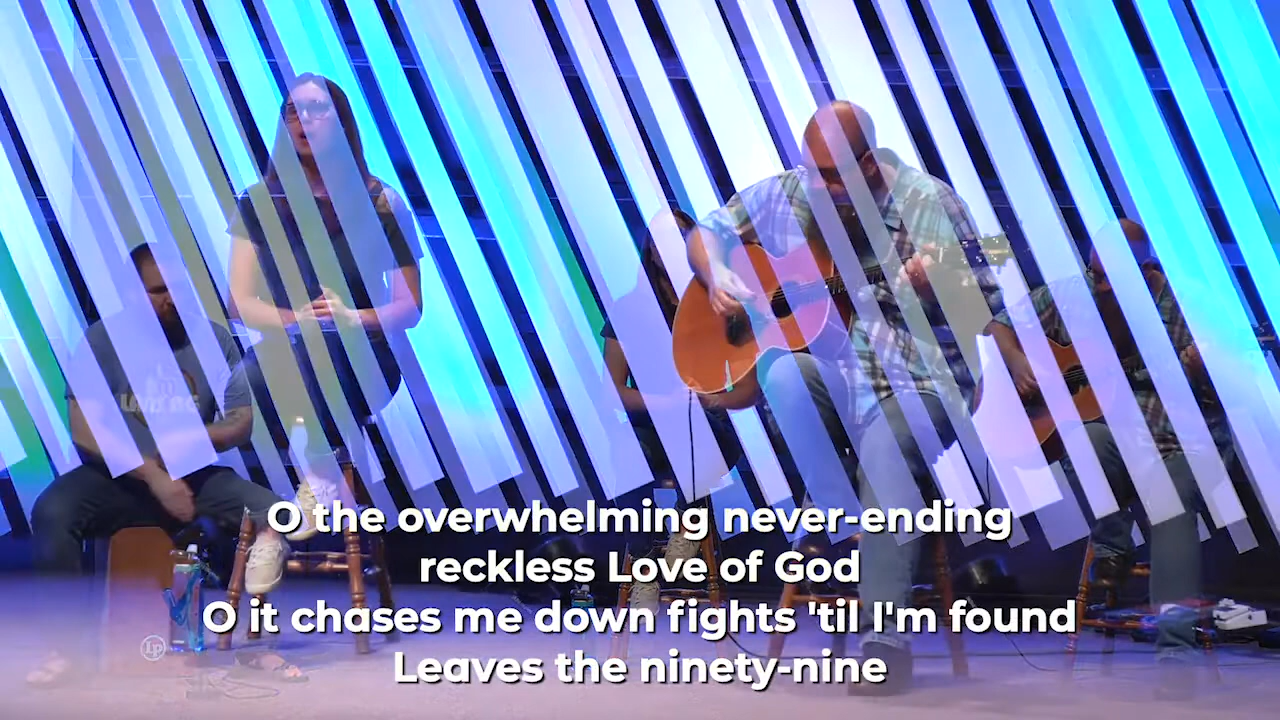 O the overwhelming never-ending
reckless Love of God
O it chases me down fights 'til I'm found
Leaves the ninety-nine
LP